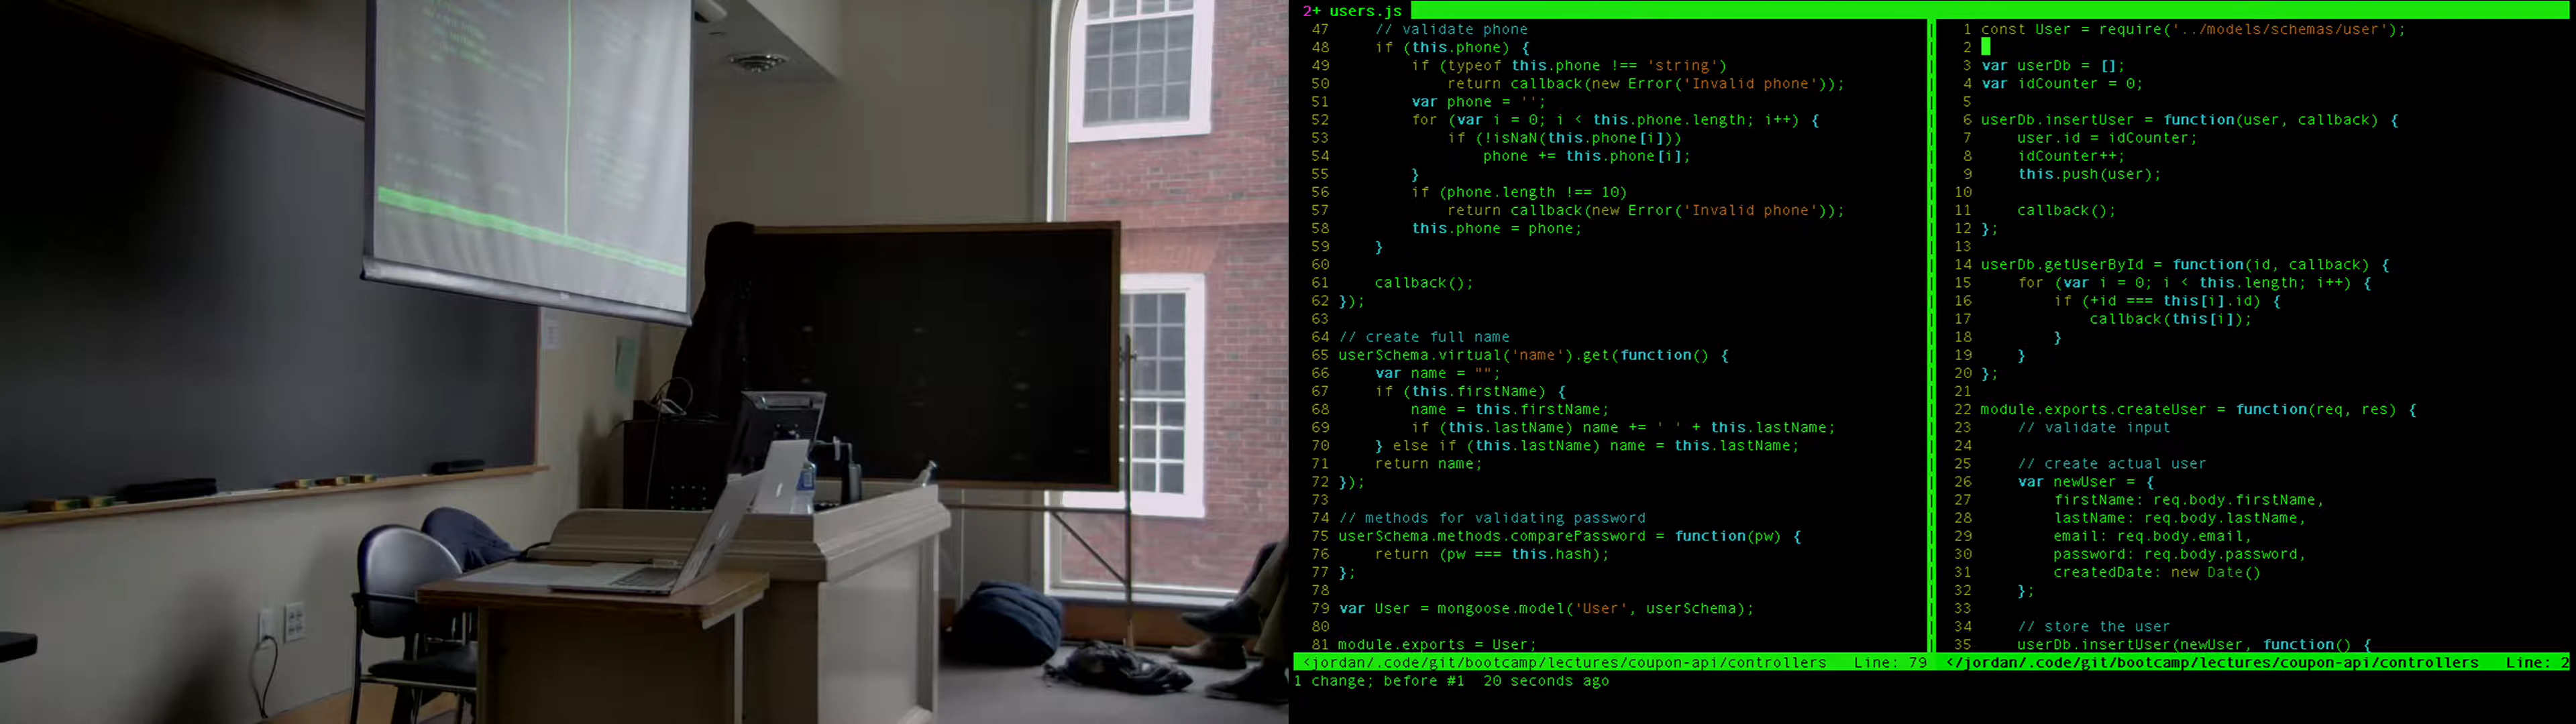 2+ users.js
47 // validate phone
48 if (this.phone) {
49 if (typeof this.phone !== 'string')
50 return callback(new Error('Invalid phone'));
51 var phone = '';
52 for (var i = 0; i < this.phone.length; i++) {
53 if (!isNaN(this.phone[i]))
54 phone += this.phone[i];
55 }
56 if (phone.length !== 10)
57 return callback(new Error('Invalid phone'));
58 this.phone = phone;
59 }
60
61 callback();
62 });
63
64 // create full name
65 userSchema.virtual('name').get(function() {
66 var name = "";
67 if (this.firstName) {
68 name = this.firstName;
69 if (this.lastName) name += ' ' + this.lastName;
70 } else if (this.lastName) name = this.lastName;
71 return name;
72 });
73
74 // methods for validating password
75 userSchema.methods.comparePassword = function(pw) {
76 return (pw === this.hash);
77 };
78
79 var User = mongoose.model('User', userSchema);
80
81 module.exports = User;
<jordan/.code/git/bootcamp/lectures/coupon-api/controllers Line: 79
1 change; before #1 20 seconds ago
1 const User = require('../models/schemas/user');
2
3 var userDb = [];
4 var idCounter = 0;
5
6 userDb.insertUser = function(user, callback) {
7 user.id = idCounter;
8 idCounter++;
9 this.push(user);
10
11 callback();
12 };
13
14 userDb.getUserById = function(id, callback) {
15 for (var i = 0; i < this.length; i++) {
16 if (+id === this[i].id) {
17 callback(this[i]);
18 }
19 }
20 };
21
22 module.exports.createUser = function(req, res) {
23 // validate input
24
25 // create actual user
26 var newUser = {
27 firstName: req.body.firstName,
28 lastName: req.body.lastName,
29 email: req.body.email,
30 password: req.body.password,
31 createdDate: new Date()
32 };
33
34 // store the user
35 userDb.insertUser(newUser, function() {
</jordan/.code/git/bootcamp/lectures/coupon-api/controllers Line: 2